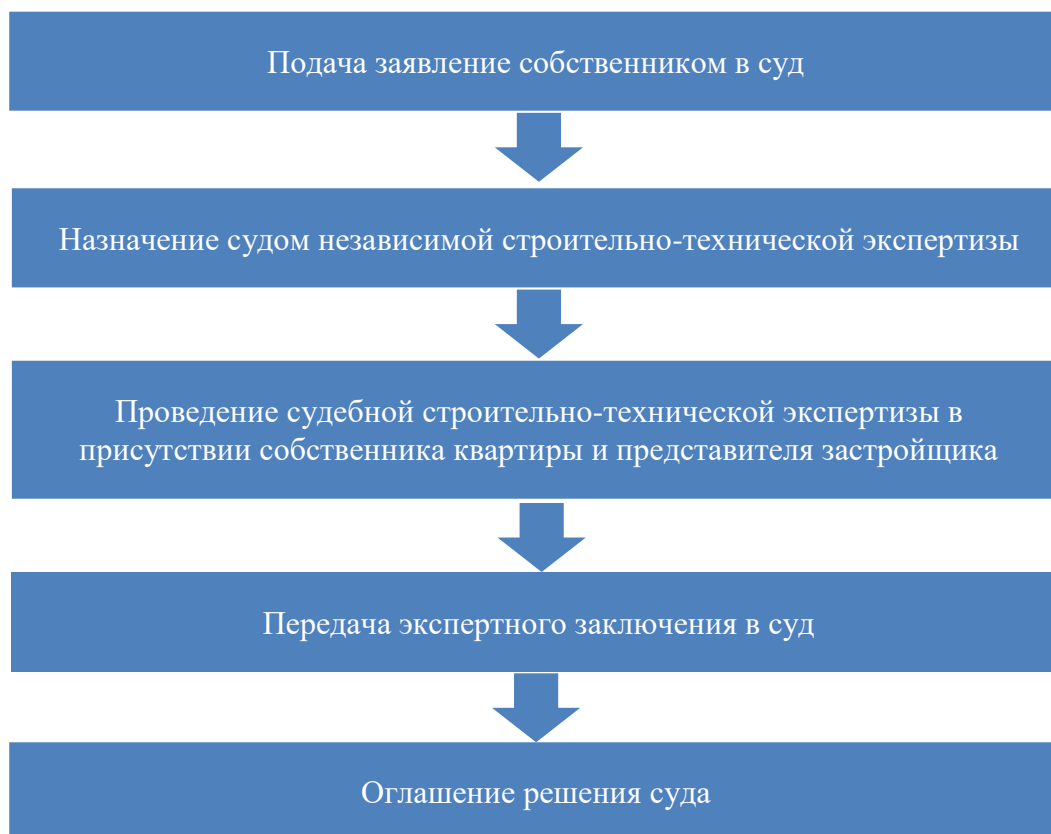 Подача заявление собственником в суд
Назначение судом независимой строительно-технической экспертизы
Проведение судебной строительно-технической экспертизы в
присутствии собственника квартиры и представителя застройщика
Передача экспертного заключения в суд
Оглашение решения суда